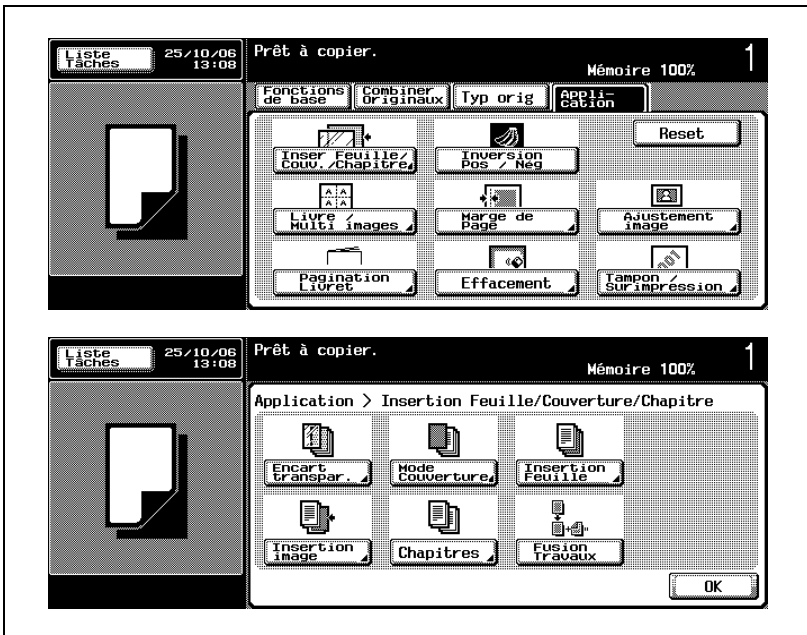 Liste
Tâches
25/10/06
13:08
Prêt à copier.
Mémoire 100%
1
Fonctions
de base
Combiner
Originaux
Typ orig
Appli-
cation
Inser Feuille/
Couv./Chapitre
Inversion
Pos / Nég
Reset
Livre /
Multi images
Marge de
Page
Ajustement
image
Pagination
Livret
Effacement
Tampon /
Surimpression
Liste
Tâches
25/10/06
13:08
Prêt à copier.
Mémoire 100%
1
Application > Insertion Feuille/Couverture/Chapitre
Encart
transpar.
Mode
Couverture
Insertion
Feuille
Insertion
image
Chapitres
Fusion
Travaux
OK